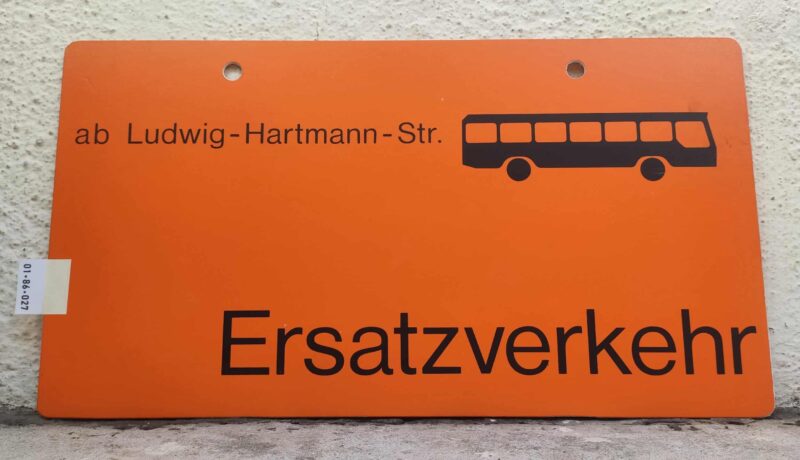 ab Ludwig-Hartmann-Str.
Ersatzverkehr
01-86-027